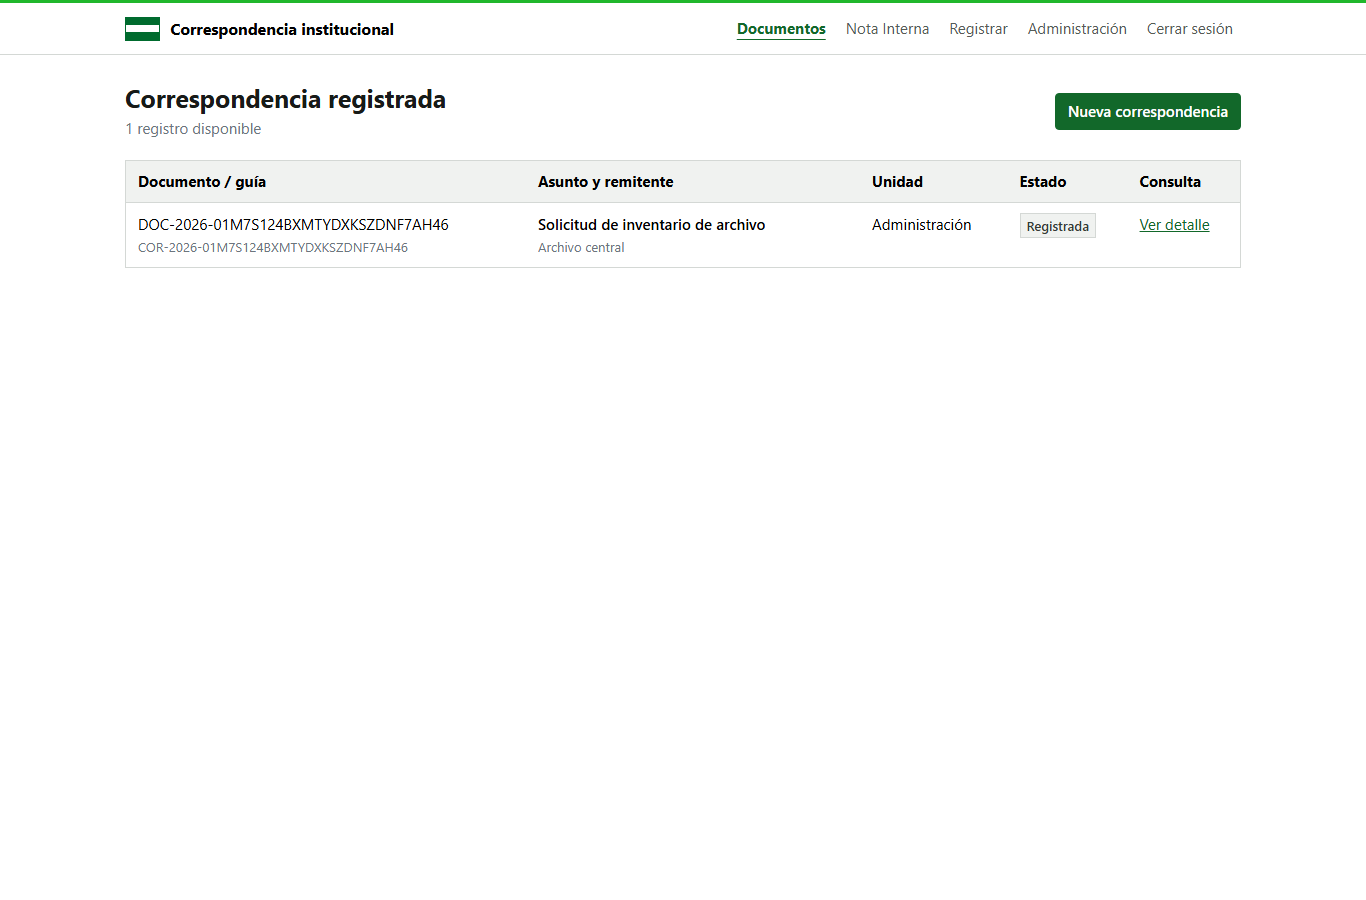 Correspondencia institucional
Documentos Nota Interna Registrar Administración Cerrar sesión
Correspondencia registrada
1 registro disponible
Nueva correspondencia
Documento / guía Asunto y remitente Unidad Estado Consulta
DOC-2026-01M7S124BXMTYDXKSZDNF7AH46 Solicitud de inventario de archivo Administración Registrada Ver detalle
COR-2026-01M7S124BXMTYDXKSZDNF7AH46 Archivo central